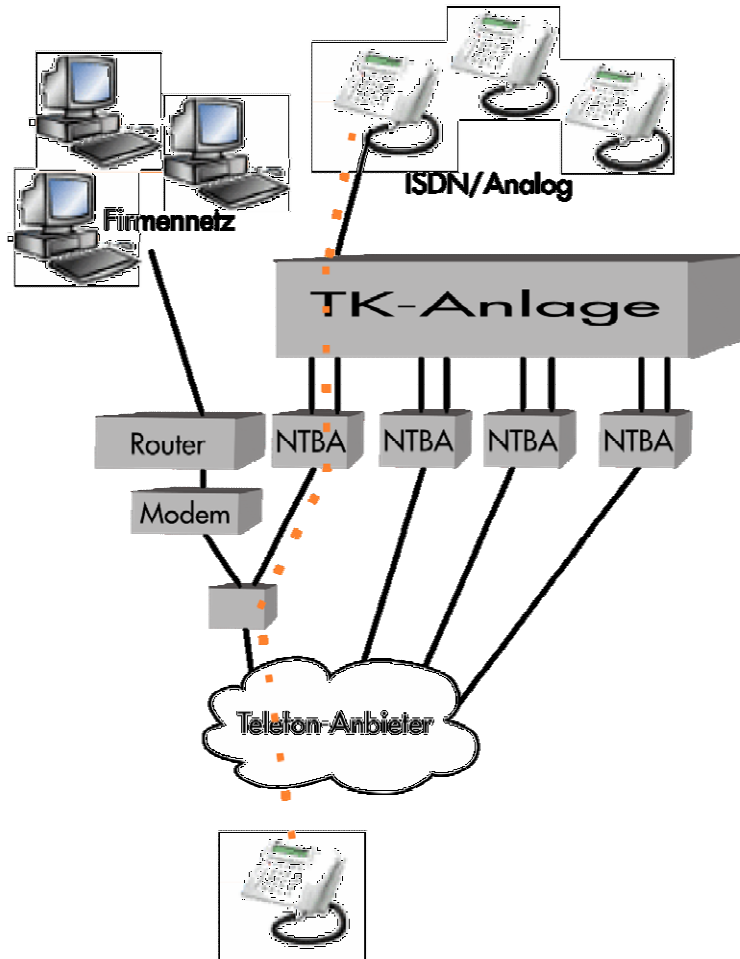 ISDN/Analog
Firmennetz
TK-Anlage
Router
NTBA
NTBA
NTBA
NTBA
Modem
Telefon-Anbieter